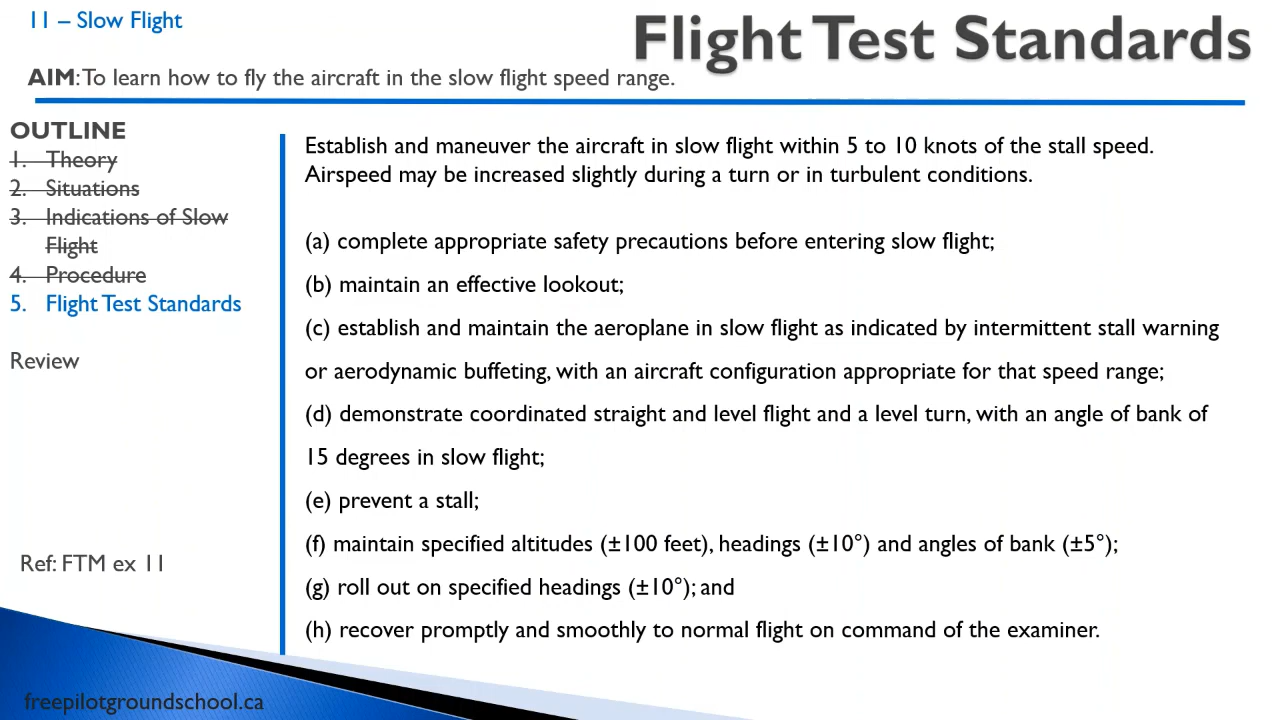 11 – Slow Flight
Flight Test Standards
AIM: To learn how to fly the aircraft in the slow flight speed range.
OUTLINE
1. Theory
2. Situations
3. Indications of Slow
Flight
4. Procedure
5. Flight Test Standards
Review
Ref: FTM ex 11
freepilotgroundschool.ca
Establish and maneuver the aircraft in slow flight within 5 to 10 knots of the stall speed.
Airspeed may be increased slightly during a turn or in turbulent conditions.
(a) complete appropriate safety precautions before entering slow flight;
(b) maintain an effective lookout;
(c) establish and maintain the aeroplane in slow flight as indicated by intermittent stall warning
or aerodynamic buffeting, with an aircraft configuration appropriate for that speed range;
(d) demonstrate coordinated straight and level flight and a level turn, with an angle of bank of
15 degrees in slow flight;
(e) prevent a stall;
(f) maintain specified altitudes (±100 feet), headings (±10°) and angles of bank (±5°);
(g) roll out on specified headings (±10°); and
(h) recover promptly and smoothly to normal flight on command of the examiner.